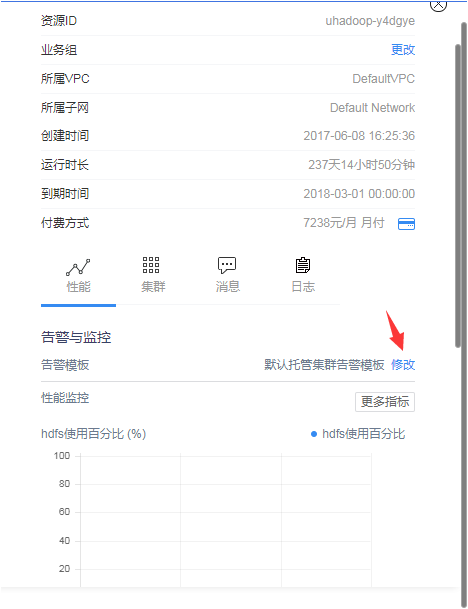 资源ID uhadoop-y4dgye
业务组 更改
所属VPC DefaultVPC
所属子网 Default Network
创建时间 2017-06-08 16:25:36
运行时长 237天14小时50分钟
到期时间 2018-03-01 00:00:00
付费方式 7238元/月 月付
性能 集群 消息 日志
告警与监控
告警模板 默认托管集群告警模板 修改
性能监控 更多指标
hdfs使用百分比 (%) hdfs使用百分比
100
80
60
40
20